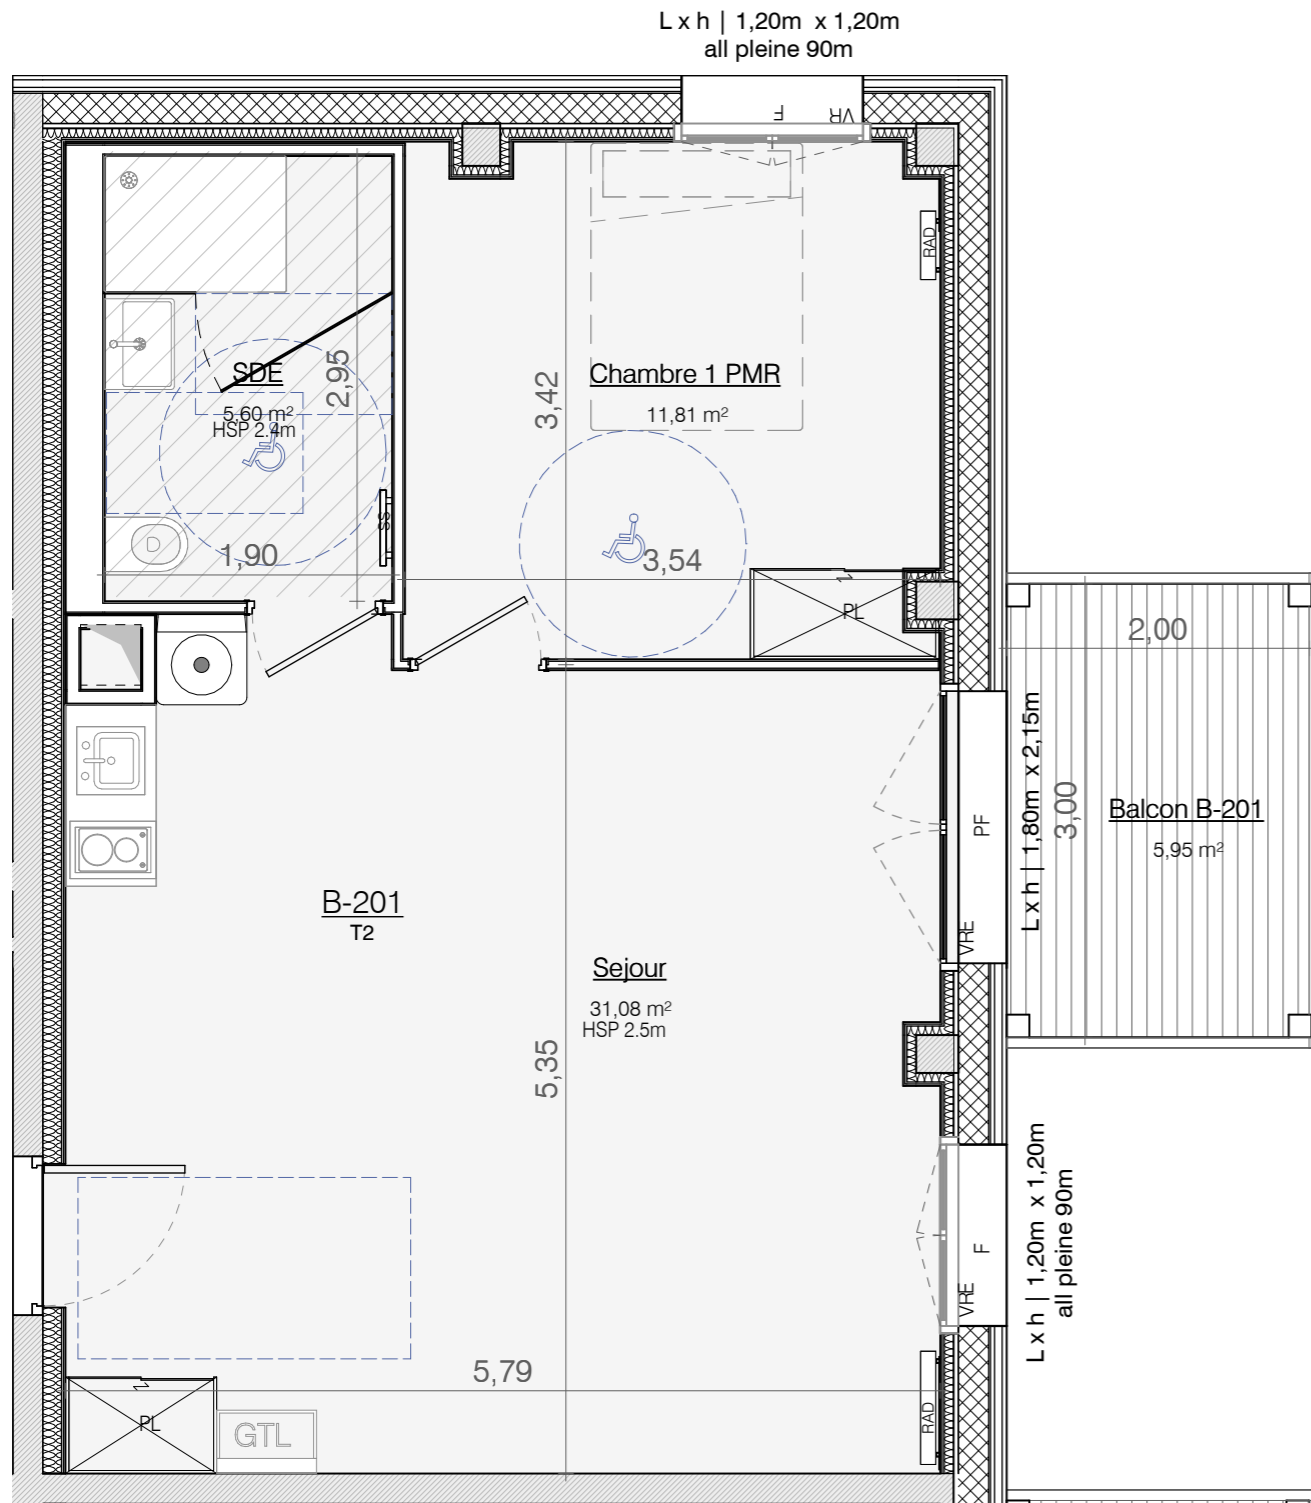 L x h | 1,20m x 1,20m
all pleine 90m
F
VR
RAD
SDE
5,60 m²
HSP 2.4m
2,95
3,42
Chambre 1 PMR
11,81 m²
SS
1,90
3,54
PL
2,00
L x h | 1,80m x 2,15m
3,00
PF
VRE
Balcon B-201
5,95 m²
B-201
T2
Sejour
31,08 m²
HSP 2.5m
5,35
F
VRE
L x h | 1,20m x 1,20m
all pleine 90m
5,79
RAD
PL
GTL